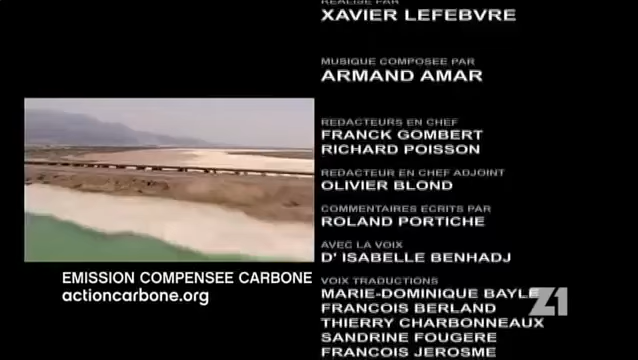 REALISE PAR
XAVIER LEFEBVRE
MUSIQUE COMPOSEE PAR
ARMAND AMAR
REDACTEURS EN CHEF
FRANCK GOMBERT
RICHARD POISSON
REDACTEUR EN CHEF ADJOINT
OLIVIER BLOND
COMMENTAIRES ECRITS PAR
ROLAND PORTICHE
AVEC LA VOIX
D' ISABELLE BENHADJ
VOIX TRADUCTIONS
MARIE-DOMINIQUE BAYLE
FRANCOIS BERLAND
THIERRY CHARBONNEAUX
SANDRINE FOUGERE
FRANCOIS JEROSME
EMISSION COMPENSEE CARBONE
actioncarbone.org
Z1